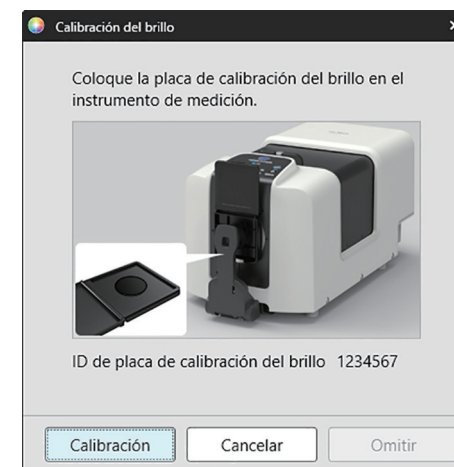 Calibración del brillo
Coloque la placa de calibración del brillo en el
instrumento de medición.
ID de placa de calibración del brillo 1234567
Calibración
Cancelar
Omitir